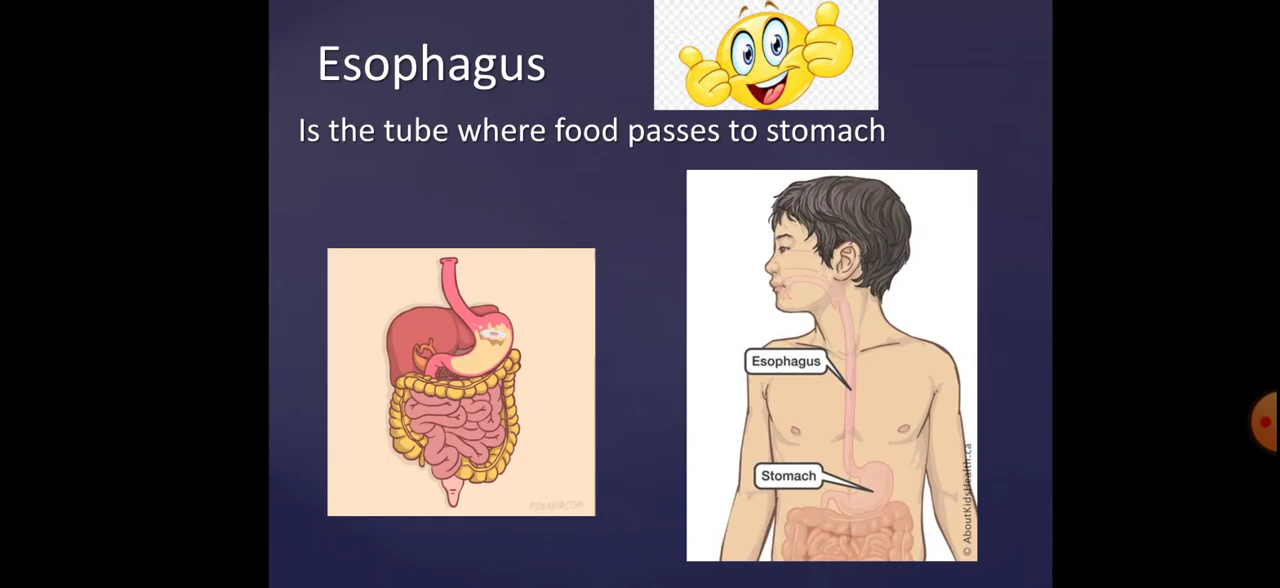 Esophagus
Is the tube where food passes to stomach
Esophagus
Stomach
© AboutKidsHealth.ca